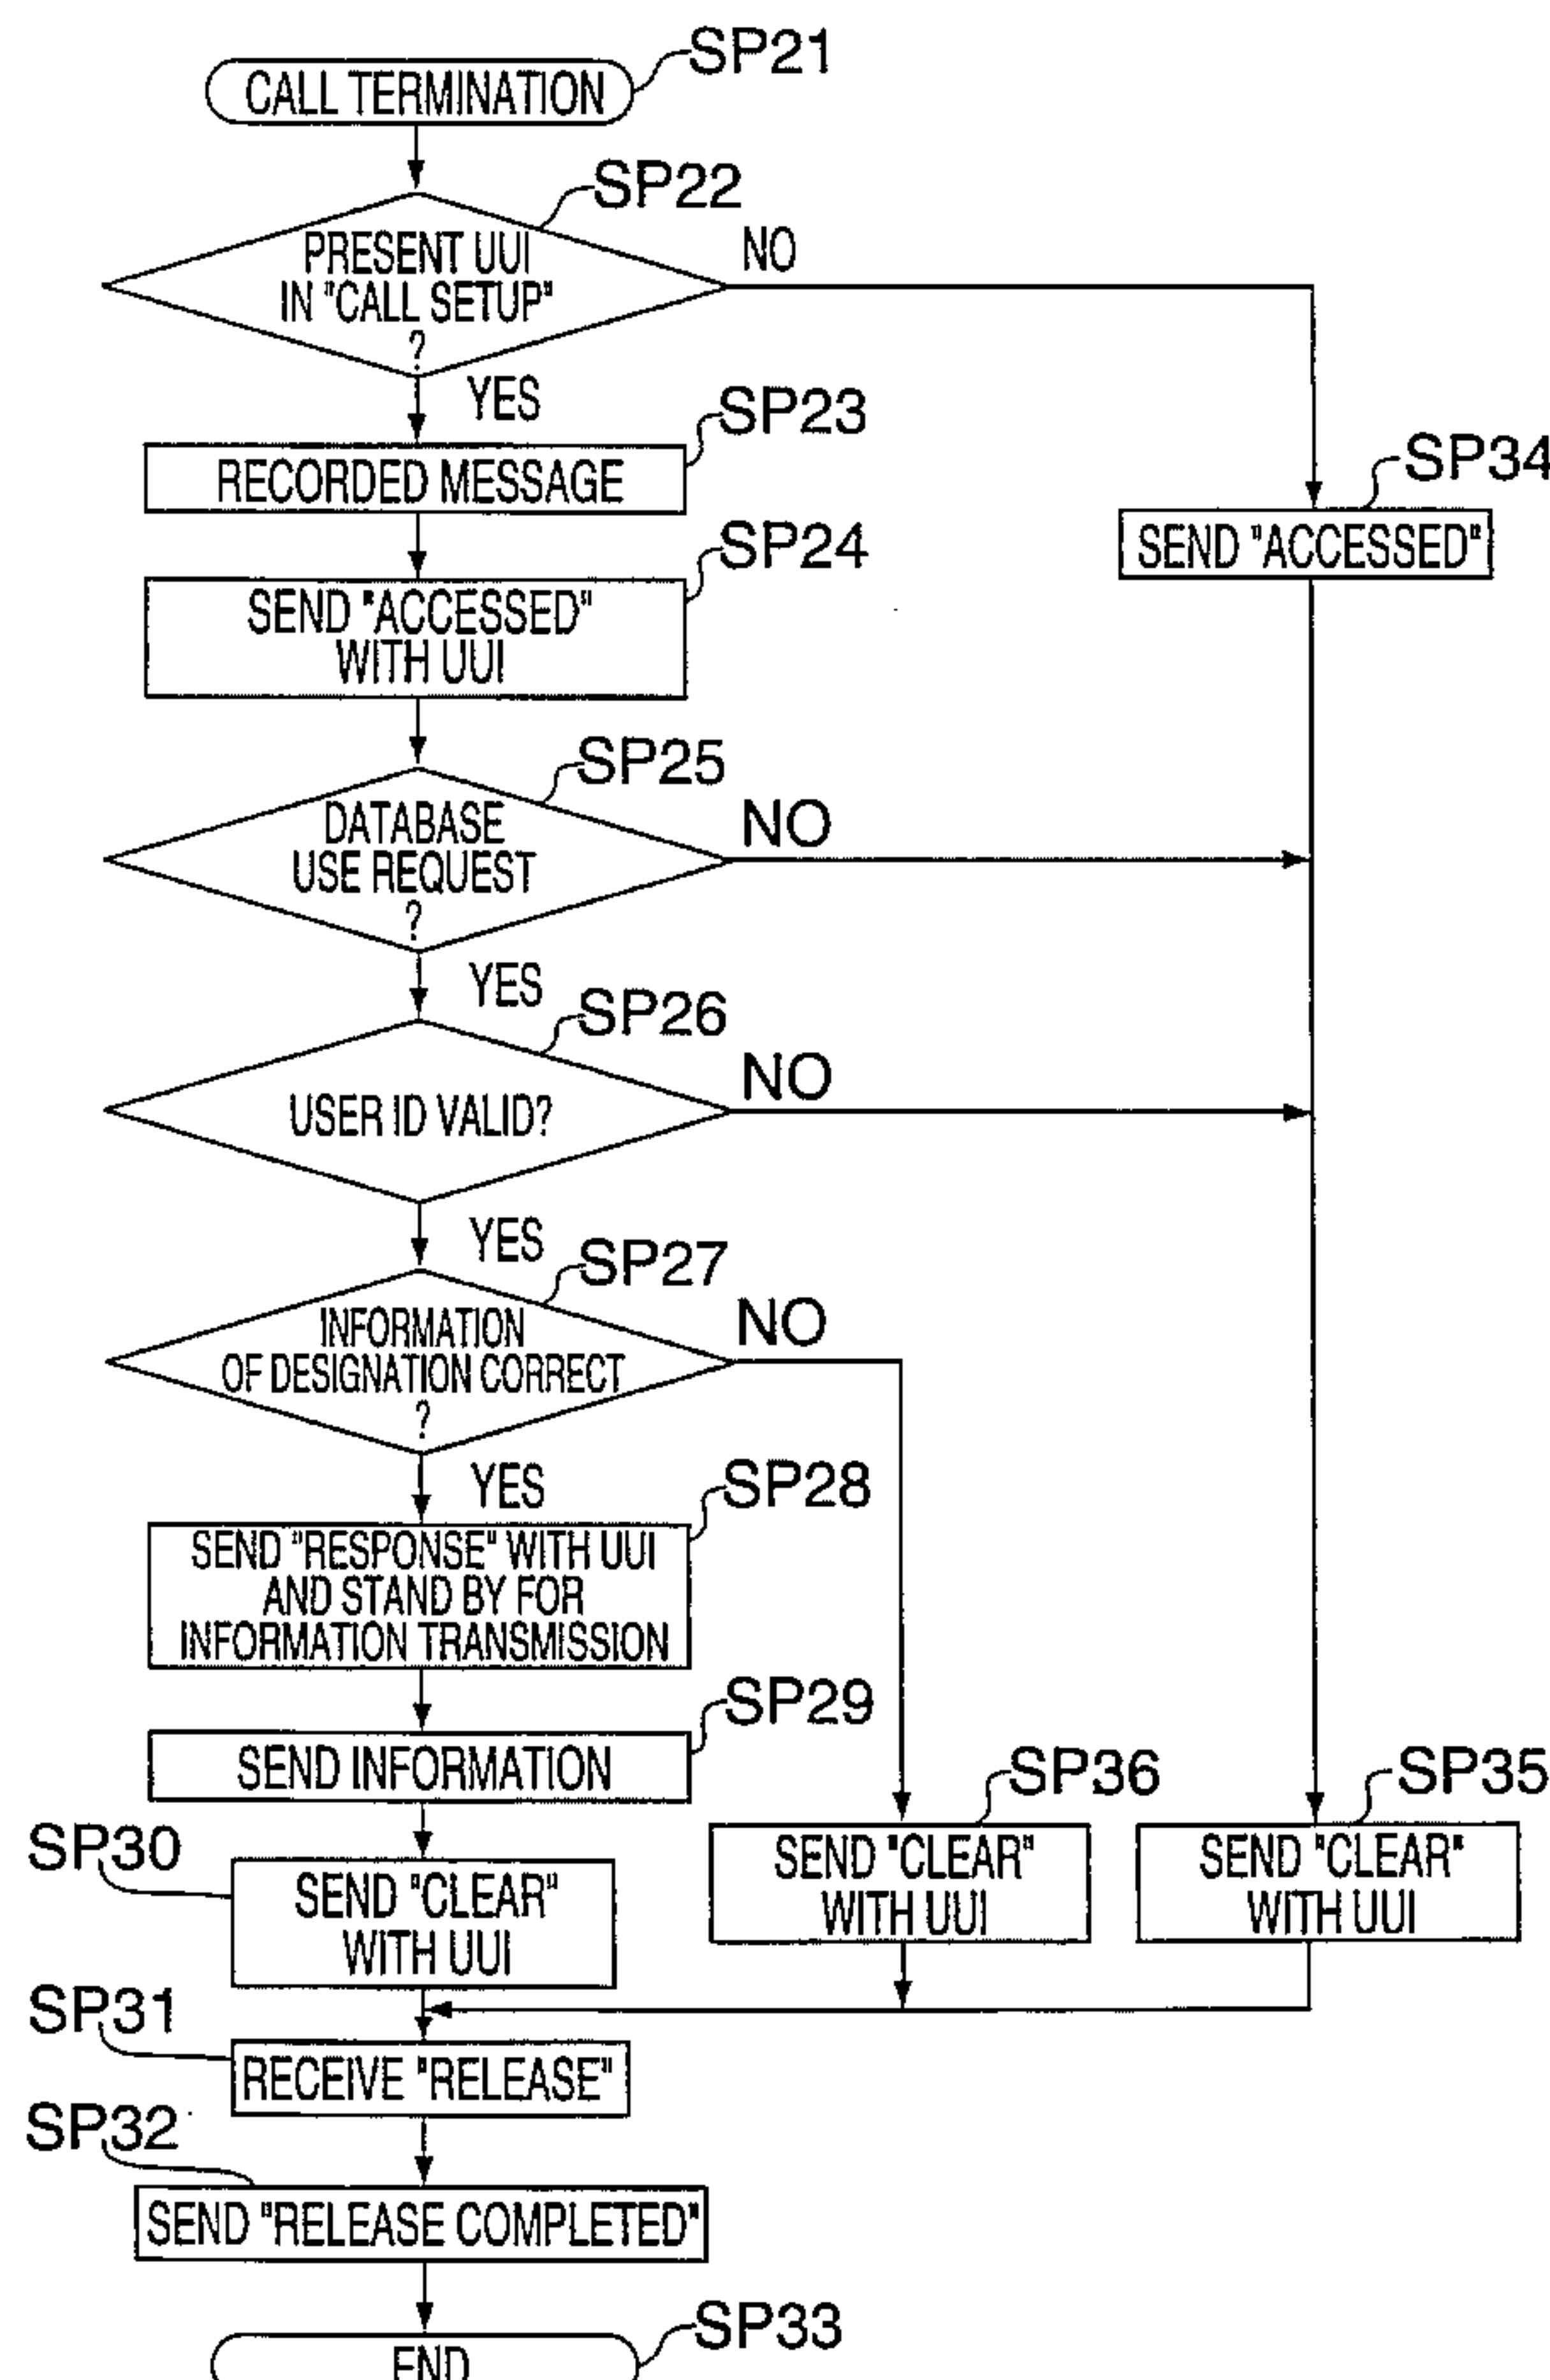 SP21
CALL TERMINATION
SP22
PRESENT UUI
IN "CALL SETUP"
?
NO
YES
SP23
RECORDED MESSAGE
SP34
SEND "ACCESSED"
SP24
SEND "ACCESSED"
WITH UUI
SP25
DATABASE
USE REQUEST
?
NO
YES
SP26
USER ID VALID?
NO
YES
SP27
INFORMATION
OF DESIGNATION CORRECT
?
NO
YES
SP28
SEND "RESPONSE" WITH UUI
AND STAND BY FOR
INFORMATION TRANSMISSION
SP29
SEND INFORMATION
SP36
SEND "CLEAR"
WITH UUI
SP35
SEND "CLEAR"
WITH UUI
SP30
SEND "CLEAR"
WITH UUI
SP31
RECEIVE "RELEASE"
SP32
SEND "RELEASE COMPLETED"
SP33
END